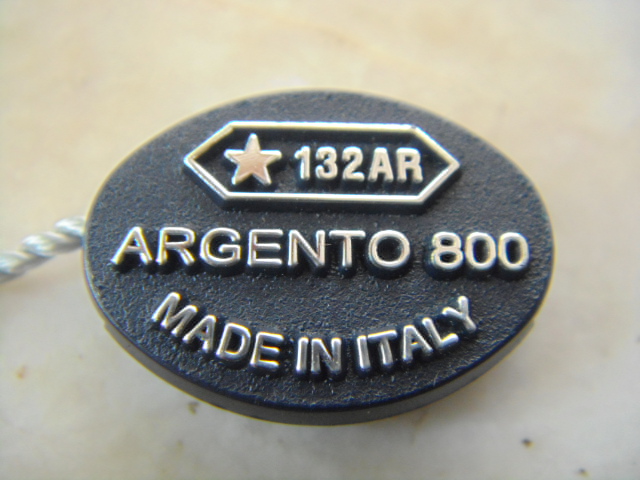 ★ 132AR
ARGENTO 800
MADE IN ITALY